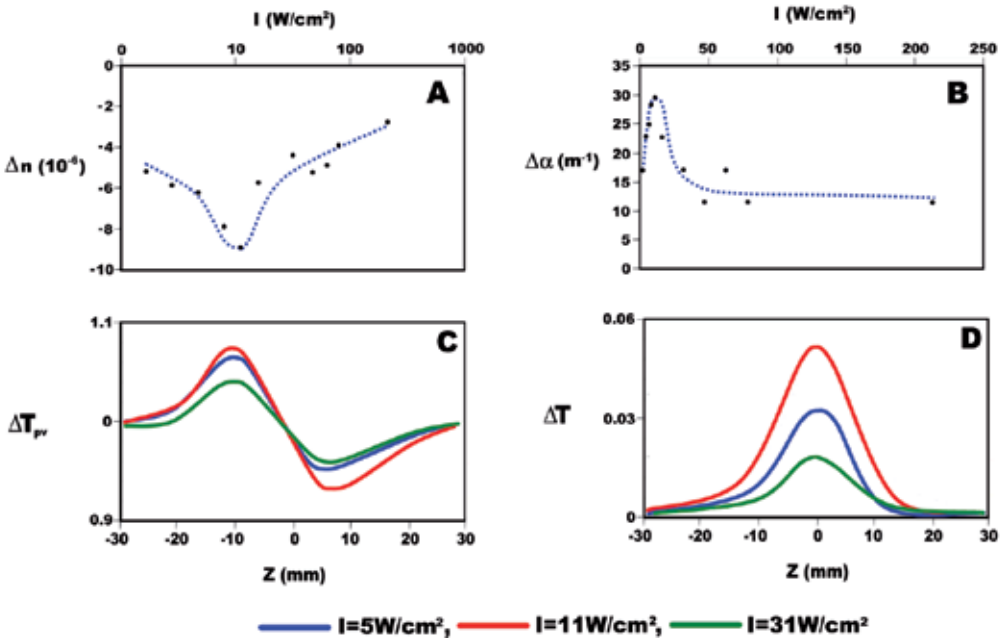 I (W/cm²)
0 10 100 1000
0
-2
-4
-6
-8
-10
Δn (10⁻⁶)
A
I (W/cm²)
0 50 100 150 200 250
35
30
25
20
15
10
5
0
Δα (m⁻¹)
B
1.1
0
0.9
ΔTpv
C
-30 -20 -10 0 10 20 30
Z (mm)
0.06
0.03
0
ΔT
D
-30 -20 -10 0 10 20 30
Z (mm)
I=5W/cm², I=11W/cm², I=31W/cm²